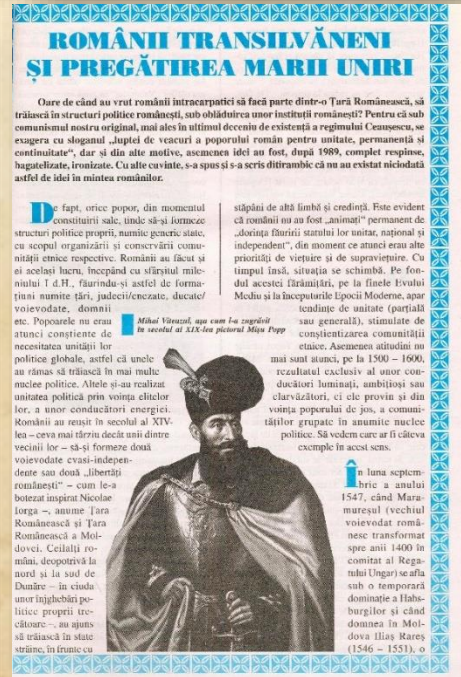 ROMÂNII TRANSILVĂNENI
ȘI PREGĂTIREA MARII UNIRI
Oare de când au vrut românii intracarpatici să facă parte dintr-o Țară Românească, să
trăiască în structuri politice românești, sub oblăduirea unor instituții românești? Pentru că sub
comunismul nostru original, mai ales în ultimul deceniu de existență a regimului Ceaușescu, se
exagera cu sloganul „luptei de veacuri a poporului român pentru unitate, permanență și
continuitate“, dar și din alte motive, asemenea idei au fost, după 1989, complet respinse,
bagatelizate, ironizate. Cu alte cuvinte, s-a spus și s-a scris ditirambic că nu au existat niciodată
astfel de idei în mintea românilor.
De fapt, orice popor, din momentul
constituirii sale, tinde să-și formeze
structuri politice proprii, numite generic state,
cu scopul organizării și conservării comu-
nității etnice respective. Românii au făcut și
ei același lucru, începând cu sfârșitul mile-
niului I d.H., făurindu-și astfel de forma-
țiuni numite țări, judecii/cnezate, ducate/
voievodate, domnii
etc. Popoarele nu erau
atunci conștiente de
necesitatea unității lor
politice globale, astfel că unele
au rămas să trăiască în mai multe
nuclee politice. Altele și-au realizat
unitatea politică prin voința elitelor
lor, a unor conducători energici.
Românii au reușit în secolul al XIV-
lea – ceva mai târziu decât unii dintre
vecinii lor – să-și formeze două
voievodate cvasi-indepen-
dente sau două „libertăți
românești“ – cum le-a
botezat inspirat Nicolae
Iorga –, anume Țara
Românească și Țara
Românească a Mol-
dovei. Ceilalți ro-
mâni, deopotrivă la
nord și la sud de
Dunăre – în ciuda
unor înjghebări po-
litice proprii tre-
cătoare –, au ajuns
să trăiască în state
străine, în frunte cu
Mihai Viteazul, așa cum l-a zugrăvit
în secolul al XIX-lea pictorul Mișu Popp
stăpâni de altă limbă și credință. Este evident
că românii nu au fost „animați“ permanent de
„dorința făuririi statului lor unitar, național și
independent“, din moment ce atunci erau alte
priorități de viețuire și de supraviețuire. Cu
timpul însă, situația se schimbă. Pe fon-
dul acestei fărâmițări, pe la finele Evului
Mediu și la începuturile Epocii Moderne, apar
tendințe de unitate (parțială
sau generală), stimulate de
conștientizarea comunității
etnice. Asemenea atitudini nu
mai sunt atunci, pe la 1500 – 1600,
rezultatul exclusiv al unor con-
ducători luminați, ambițioși sau
clarvăzători, ci ele provin și din
voința poporului de jos, a comuni-
tăților grupate în anumite nuclee
politice. Să vedem care ar fi câteva
exemple în acest sens.
În luna septem-
brie a anului
1547, când Mara-
mureșul (vechiul
voievodat româ-
nesc transformat
spre anii 1400 în
comitat al Rega-
tului Ungar) se afla
sub o temporară
dominație a Habs-
burgilor și când
domnea în Mol-
dova Iliaș Rareș
(1546 – 1551), o